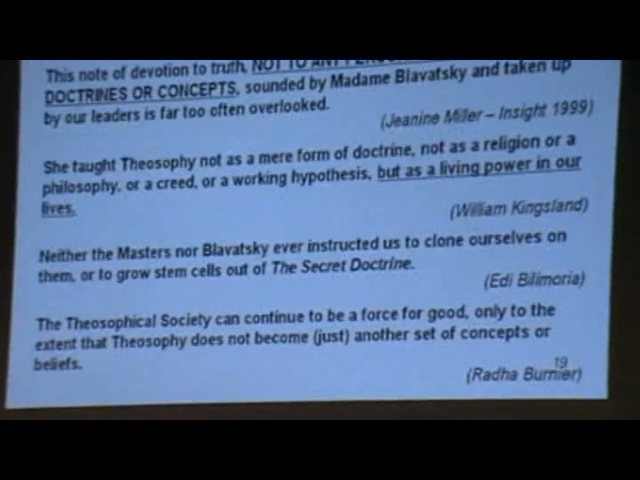 This note of devotion to truth, NOT TO ANY
DOCTRINES OR CONCEPTS, sounded by Madame Blavatsky and taken up
by our leaders is far too often overlooked.
(Jeanine Miller – Insight 1999)
She taught Theosophy not as a mere form of doctrine, not as a religion or a
philosophy, or a creed, or a working hypothesis, but as a living power in our
lives.
(William Kingsland)
Neither the Masters nor Blavatsky ever instructed us to clone ourselves on
them, or to grow stem cells out of The Secret Doctrine.
(Edi Bilimoria)
The Theosophical Society can continue to be a force for good, only to the
extent that Theosophy does not become (just) another set of concepts or
beliefs.
19
(Radha Burnier)